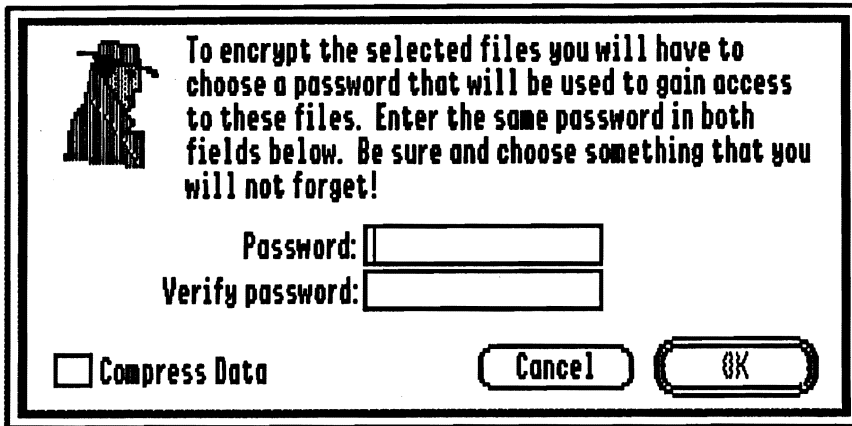 To encrypt the selected files you will have to
choose a password that will be used to gain access
to these files. Enter the same password in both
fields below. Be sure and choose something that you
will not forget!
Password:
Verify password:
Compress Data
Cancel
OK